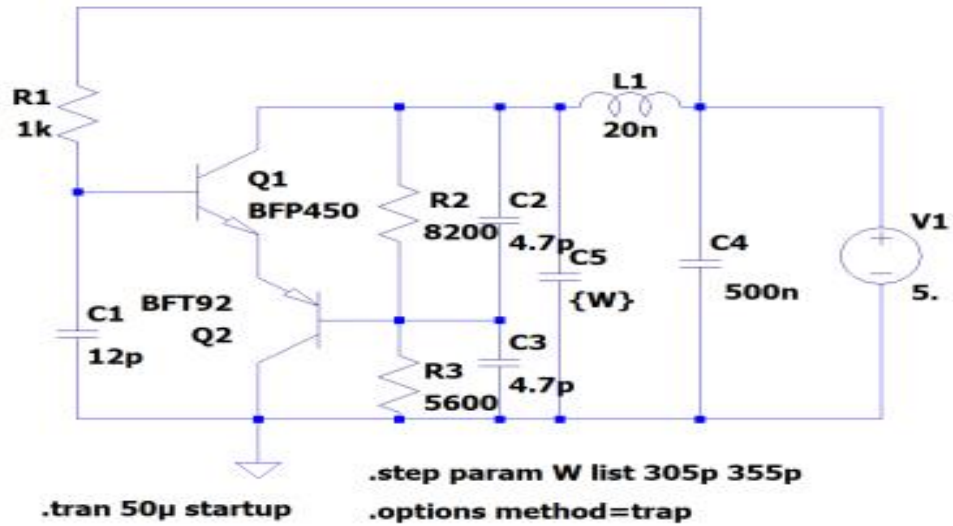 L1
20n
R1
1k
Q1
BFP450
R2
8200
C2
4.7p
C5
{W}
C4
500n
V1
5.
C1
12p
BFT92
Q2
R3
5600
C3
4.7p
.step param W list 305p 355p
.tran 50µ startup
.options method=trap